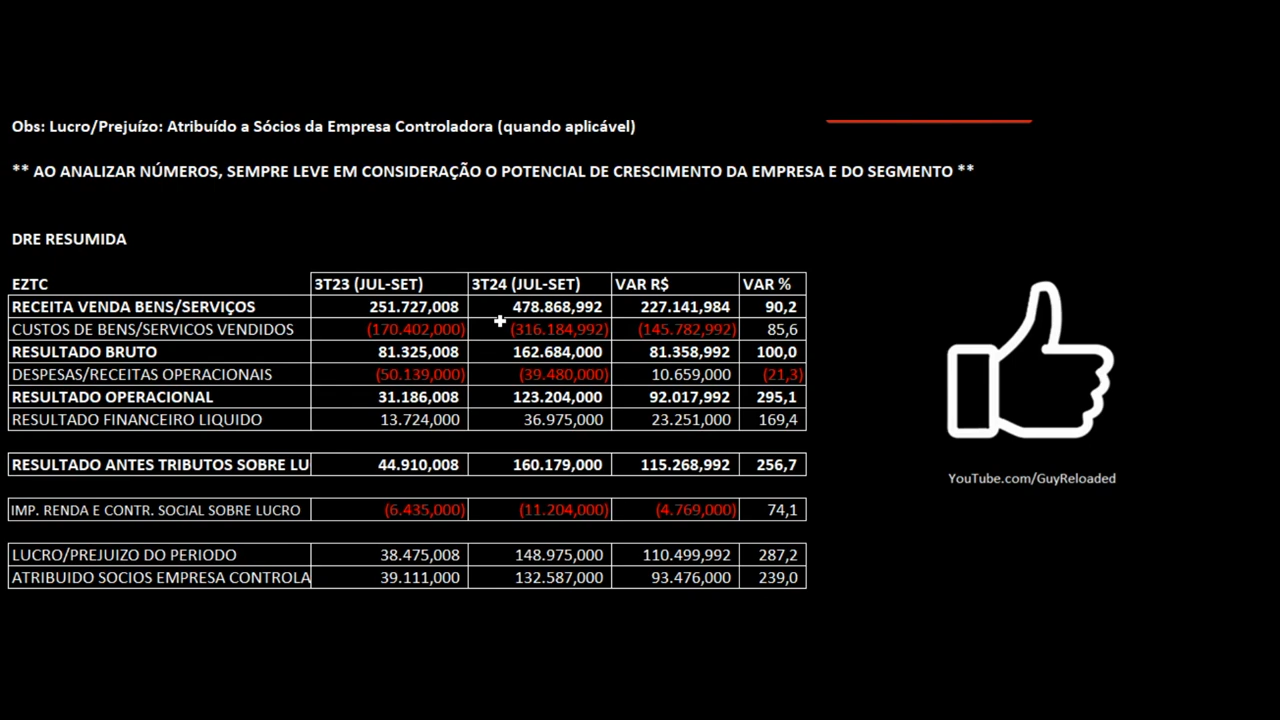 Obs: Lucro/Prejuízo: Atribuído a Sócios da Empresa Controladora (quando aplicável)
** AO ANALIZAR NÚMEROS, SEMPRE LEVE EM CONSIDERAÇÃO O POTENCIAL DE CRESCIMENTO DA EMPRESA E DO SEGMENTO **
DRE RESUMIDA
EZTC 3T23 (JUL-SET) 3T24 (JUL-SET) VAR R$ VAR %
RECEITA VENDA BENS/SERVIÇOS 251.727,008 478.868,992 227.141,984 90,2
CUSTOS DE BENS/SERVICOS VENDIDOS (170.402,000) (316.184,992) (145.782,992) 85,6
RESULTADO BRUTO 81.325,008 162.684,000 81.358,992 100,0
DESPESAS/RECEITAS OPERACIONAIS (50.139,000) (39.480,000) 10.659,000 (21,3)
RESULTADO OPERACIONAL 31.186,008 123.204,000 92.017,992 295,1
RESULTADO FINANCEIRO LIQUIDO 13.724,000 36.975,000 23.251,000 169,4
RESULTADO ANTES TRIBUTOS SOBRE LU 44.910,008 160.179,000 115.268,992 256,7
IMP. RENDA E CONTR. SOCIAL SOBRE LUCRO (6.435,000) (11.204,000) (4.769,000) 74,1
LUCRO/PREJUIZO DO PERIODO 38.475,008 148.975,000 110.499,992 287,2
ATRIBUIDO SOCIOS EMPRESA CONTROLA 39.111,000 132.587,000 93.476,000 239,0
YouTube.com/GuyReloaded